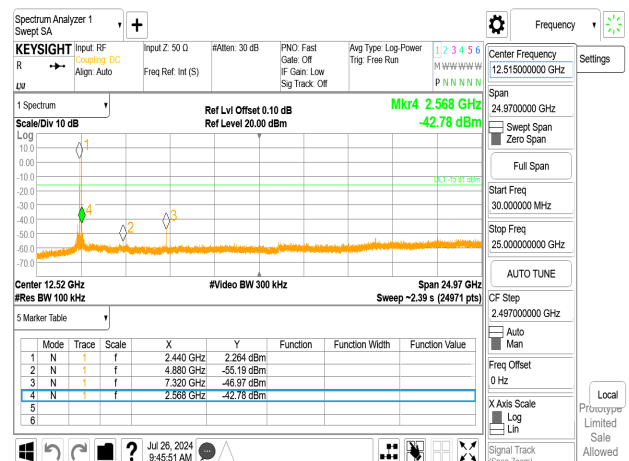 Spectrum Analyzer 1
Swept SA
Frequency
KEYSIGHT
R
Input: RF
Coupling: DC
Align: Auto
Input Z: 50 Ω
Freq Ref: Int (S)
#Atten: 30 dB
PNO: Fast
Gate: Off
IF Gain: Low
Sig Track: Off
Avg Type: Log-Power
Trig: Free Run
1 2 3 4 5 6
M W W W W W
P N N N N N
LXI
1 Spectrum
Scale/Div 10 dB
Ref Lvl Offset 0.10 dB
Ref Level 20.00 dBm
Mkr4 2.568 GHz
-42.78 dBm
Log
10.0
0.00
-10.0
-20.0
-30.0
-40.0
-50.0
-60.0
-70.0
1
2
3
4
Center 12.52 GHz
#Res BW 100 kHz
#Video BW 300 kHz
Span 24.97 GHz
Sweep ~2.39 s (24971 pts)
5 Marker Table
Mode Trace Scale X Y Function Function Width Function Value
1 N 1 f 2.440 GHz 2.264 dBm
2 N 1 f 4.880 GHz -55.19 dBm
3 N 1 f 7.320 GHz -46.97 dBm
4 N 1 f 2.568 GHz -42.78 dBm
5
6
Jul 26, 2024
9:45:51 AM
Center Frequency
12.515000000 GHz
Settings
Span
24.9700000 GHz
Swept Span
Zero Span
Full Span
Start Freq
30.000000 MHz
Stop Freq
25.000000000 GHz
AUTO TUNE
CF Step
2.497000000 GHz
Auto
Man
Freq Offset
0 Hz
X Axis Scale
Log
Lin
Signal Track
(Span Zoom)
Local
Prototype
Limited
Sale
Allowed